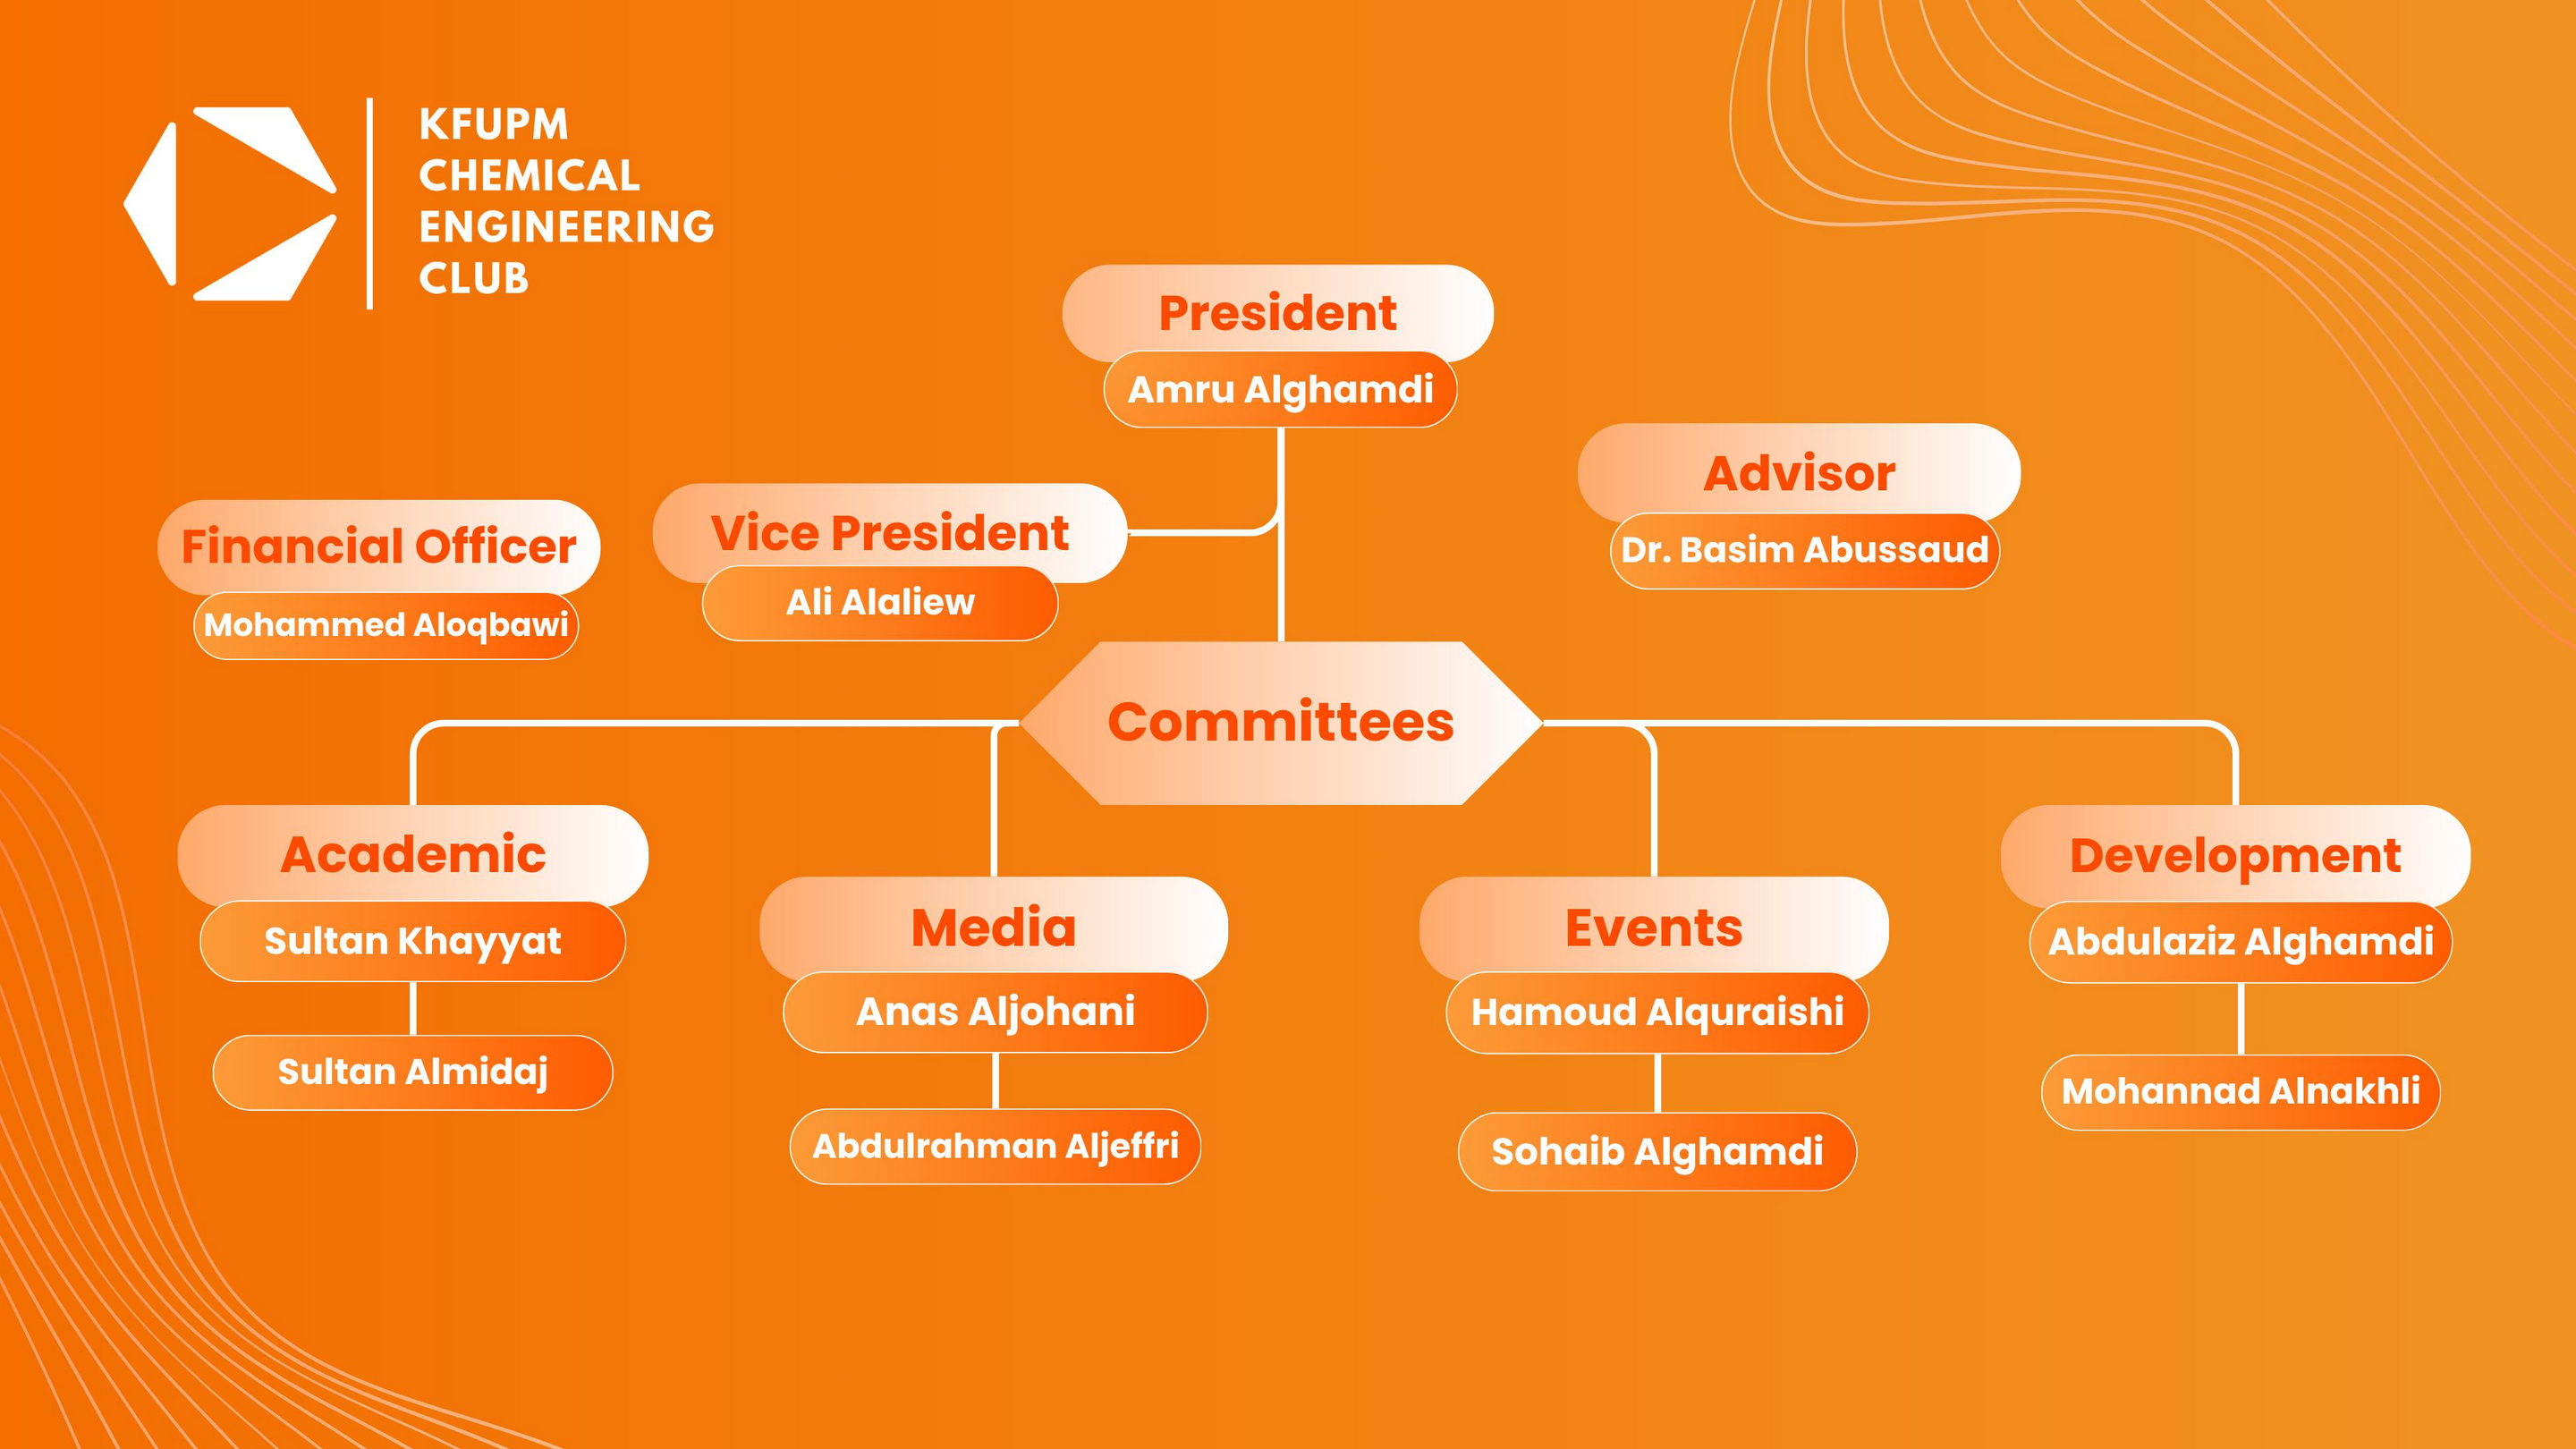 KFUPM
CHEMICAL
ENGINEERING
CLUB
President
Amru Alghamdi
Advisor
Dr. Basim Abussaud
Vice President
Ali Alaliew
Financial Officer
Mohammed Aloqbawi
Committees
Academic
Sultan Khayyat
Sultan Almidaj
Media
Anas Aljohani
Abdulrahman Aljeffri
Events
Hamoud Alquraishi
Sohaib Alghamdi
Development
Abdulaziz Alghamdi
Mohannad Alnakhli